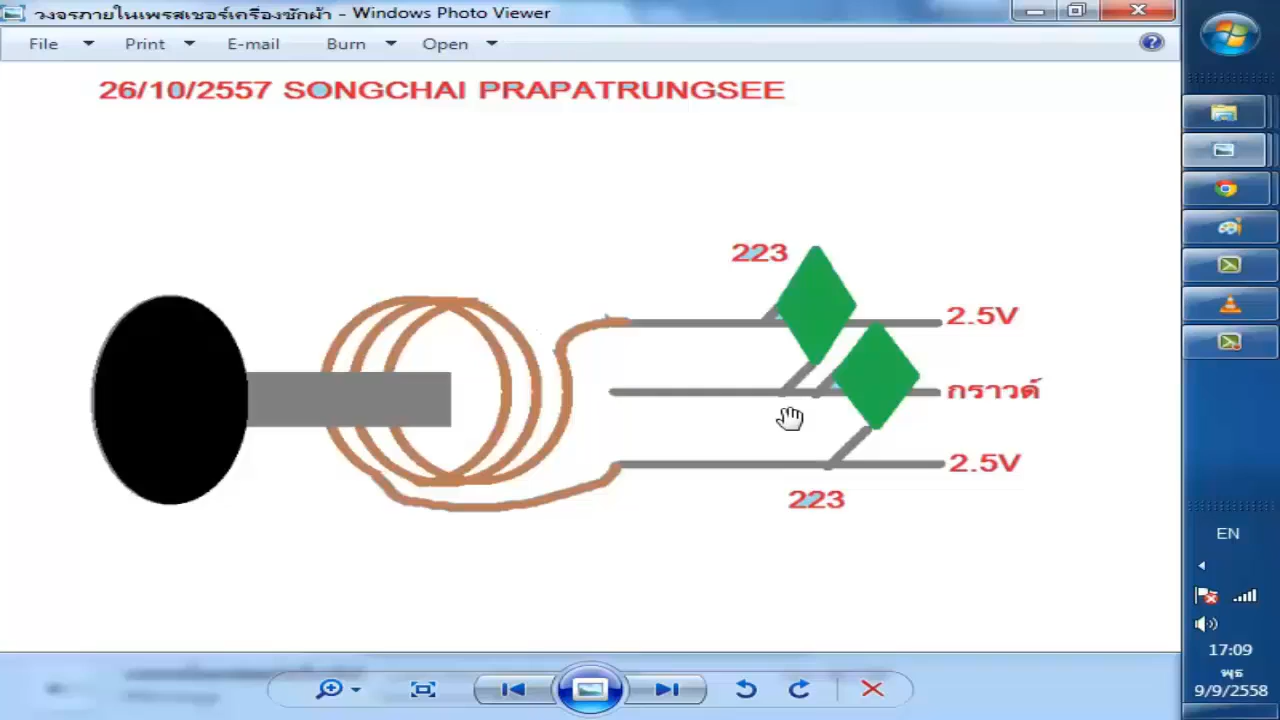 วงจรภายในเพรสเชอร์เครื่องซักผ้า - Windows Photo Viewer
File Print E-mail Burn Open
26/10/2557 SONGCHAI PRAPATRUNGSEE
223
2.5V
กราวด์
2.5V
223
EN
17:09
พุธ
9/9/2558